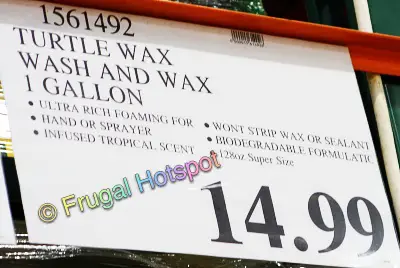 1561492
TURTLE WAX
WASH AND WAX
1 GALLON
• ULTRA RICH FOAMING FOR
• HAND OR SPRAYER
• INFUSED TROPICAL SCENT
• WONT STRIP WAX OR SEALANT
• BIODEGRADABLE FORMULATIC
• 128oz Super Size
© Frugal Hotspot
14.99